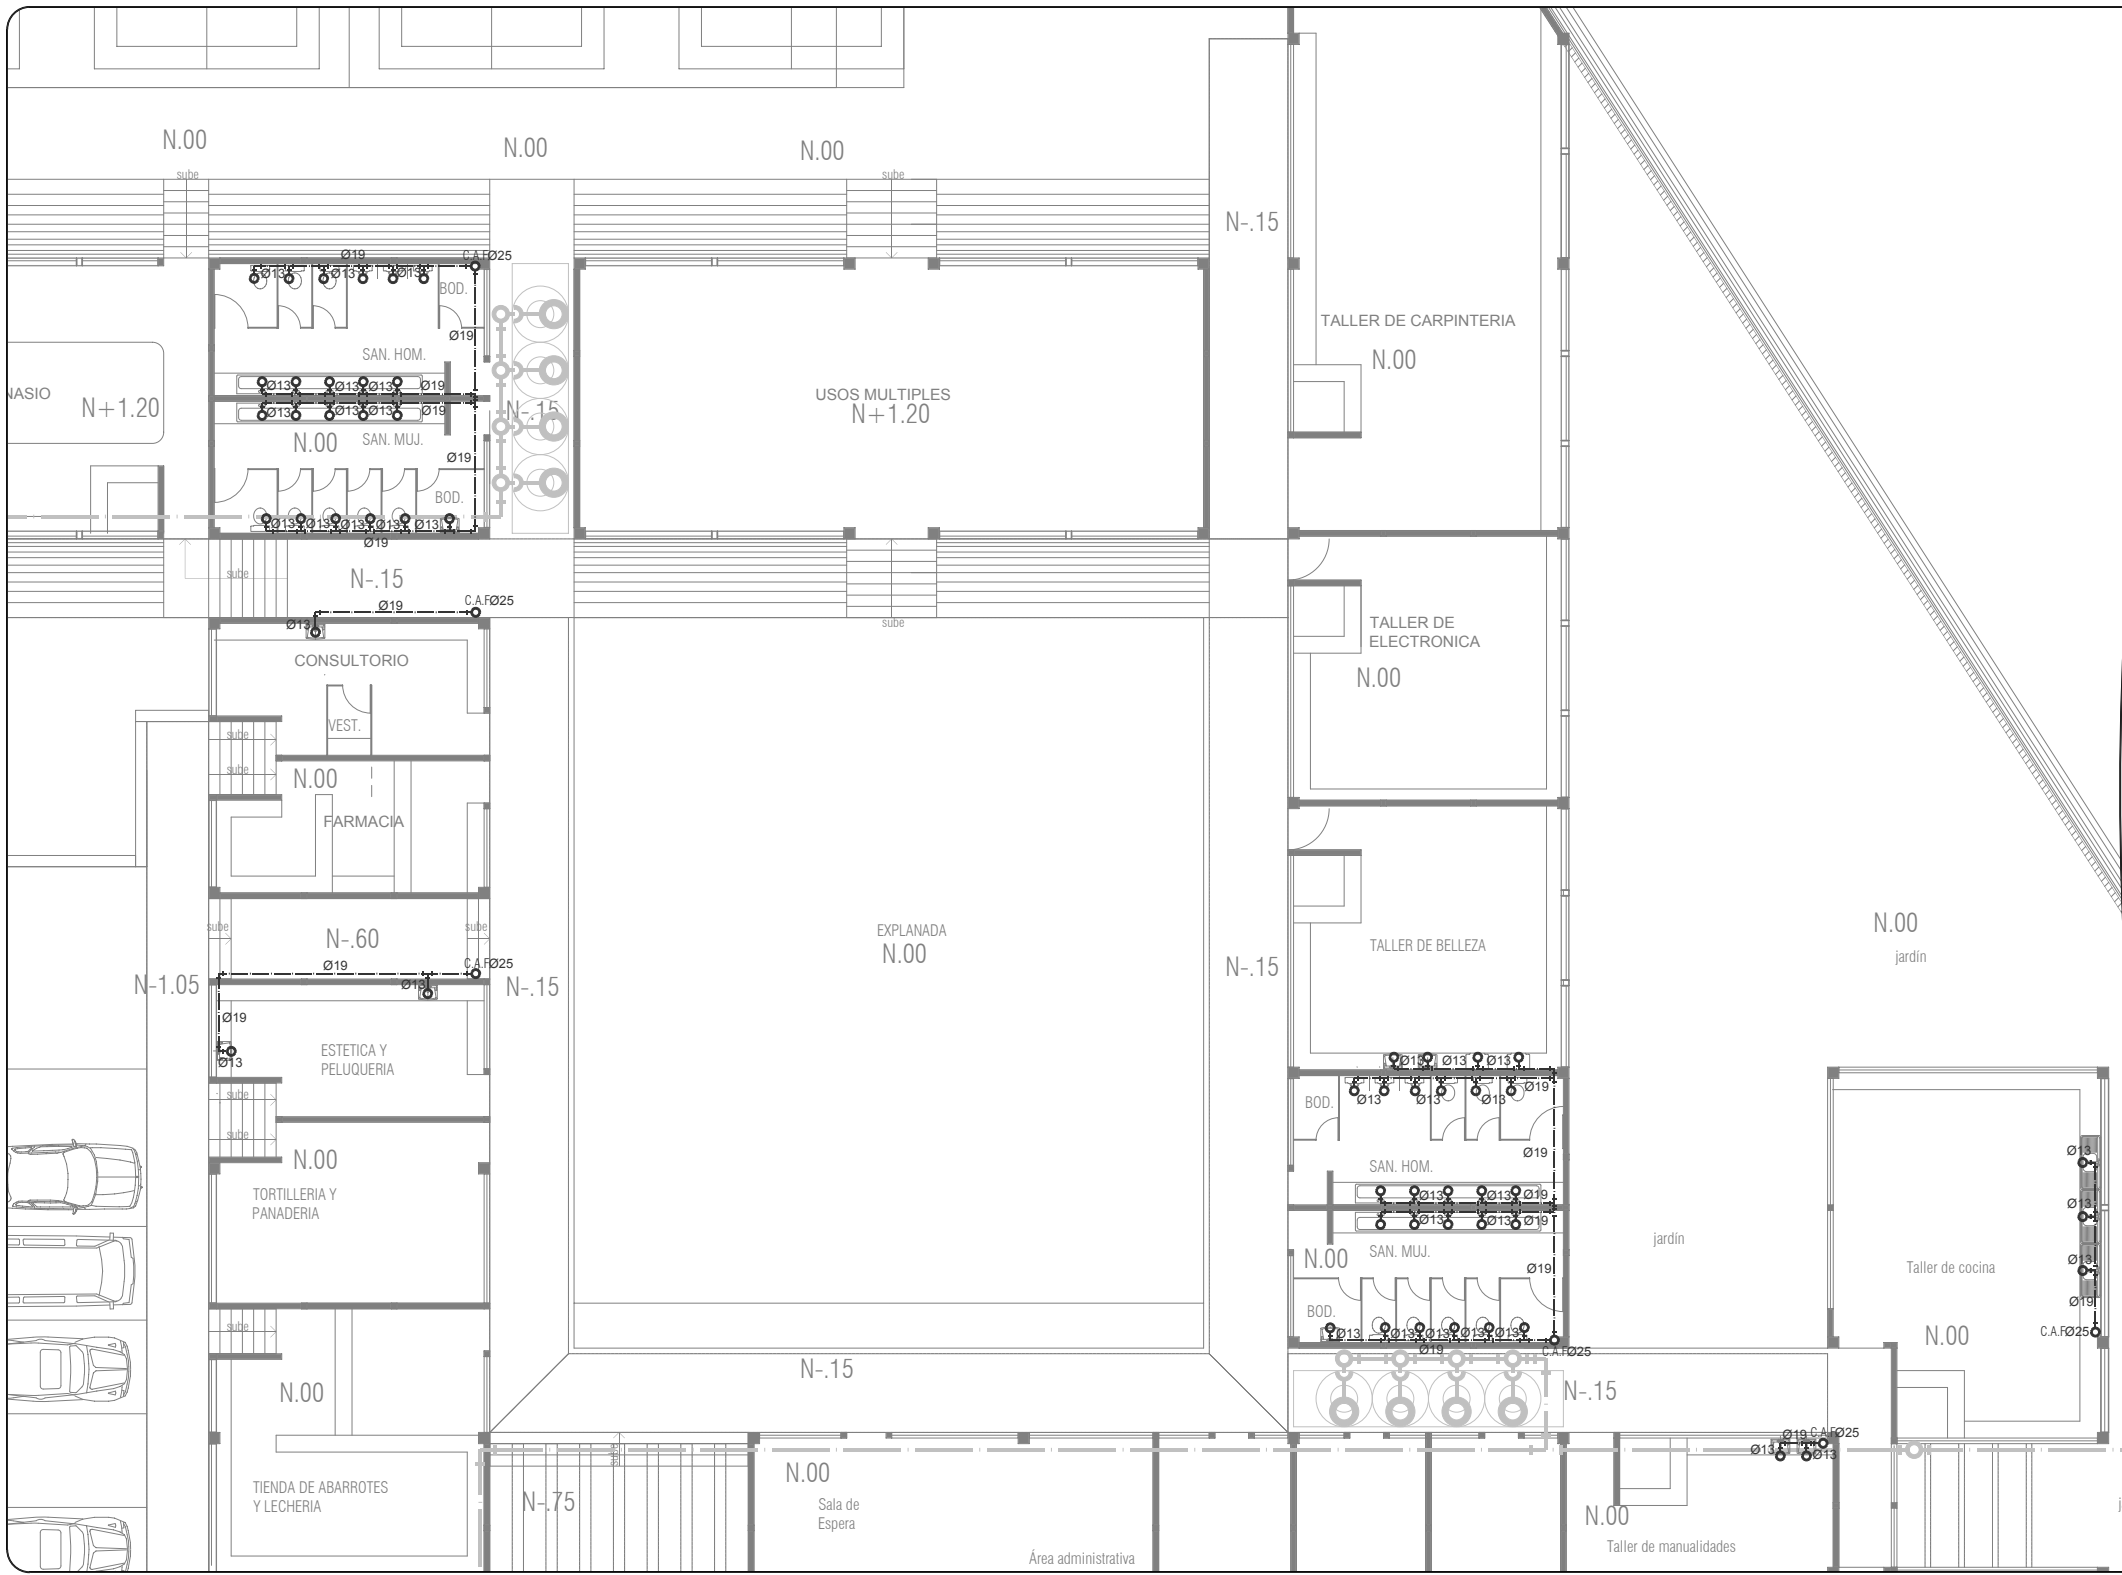 N.00
N.00
N.00
sube
sube
N-.15
Ø19
C.A.FØ25
Ø13
Ø13
Ø13
BOD.
Ø19
TALLER DE CARPINTERIA
N.00
SAN. HOM.
Ø13
Ø13
Ø13
Ø19
NASIO
N+1.20
USOS MULTIPLES
N+1.20
N-.15
Ø13
Ø13
Ø13
Ø19
N.00
SAN. MUJ.
Ø19
BOD.
Ø13
Ø13
Ø13
Ø13
Ø13
Ø19
sube
N-.15
Ø19
C.A.FØ25
Ø13
sube
TALLER DE
ELECTRONICA
N.00
CONSULTORIO
VEST.
sube
sube
N.00
FARMACIA
sube
sube
N-.60
EXPLANADA
N.00
TALLER DE BELLEZA
N.00
jardín
Ø19
C.A.FØ25
N-1.05
Ø13
N-.15
N-.15
Ø19
Ø13
ESTETICA Y
PELUQUERIA
Ø13
Ø13
Ø13
Ø19
sube
BOD.
Ø13
Ø13
Ø13
sube
N.00
Ø19
SAN. HOM.
Ø13
TORTILLERIA Y
PANADERIA
Ø13
Ø13
Ø19
Ø13
Ø13
Ø13
Ø19
jardín
N.00
SAN. MUJ.
Ø19
Ø13
Taller de cocina
Ø19
BOD.
sube
Ø13
Ø13
Ø13
Ø13
Ø13
N.00
C.A.FØ25
Ø19
C.A.FØ25
N-.15
N-.15
N.00
sube
Ø19
C.A.FØ25
Ø13
Ø13
N.00
TIENDA DE ABARROTES
Y LECHERIA
N-.75
Sala de
Espera
N.00
Taller de manualidades
Área administrativa
j